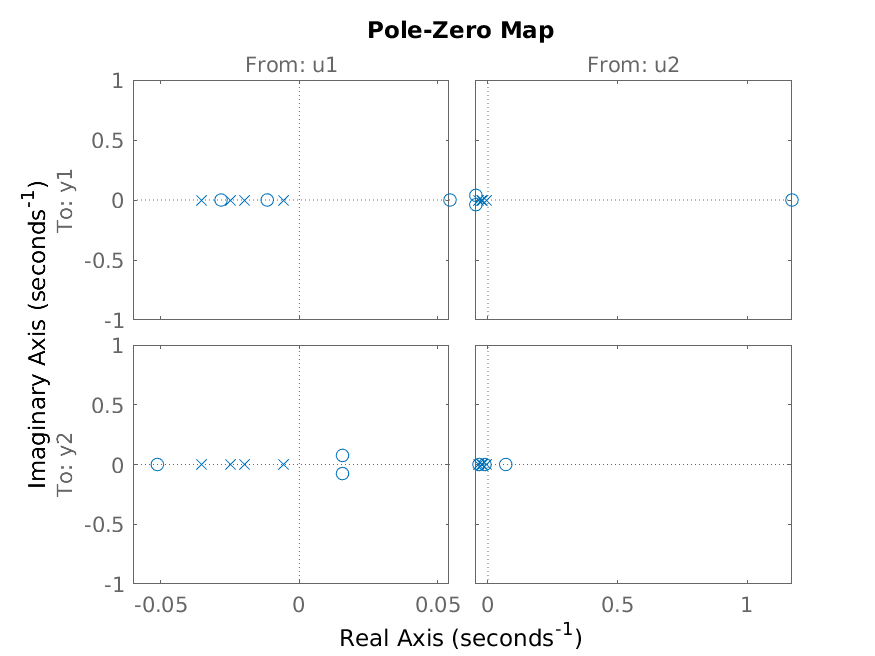 Pole-Zero Map
From: u1
From: u2
1
0.5
0
-0.5
-1
To: y1
1
0.5
0
-0.5
-1
To: y2
Imaginary Axis (seconds⁻¹)
-0.05
0
0.05
0
0.5
1
Real Axis (seconds⁻¹)